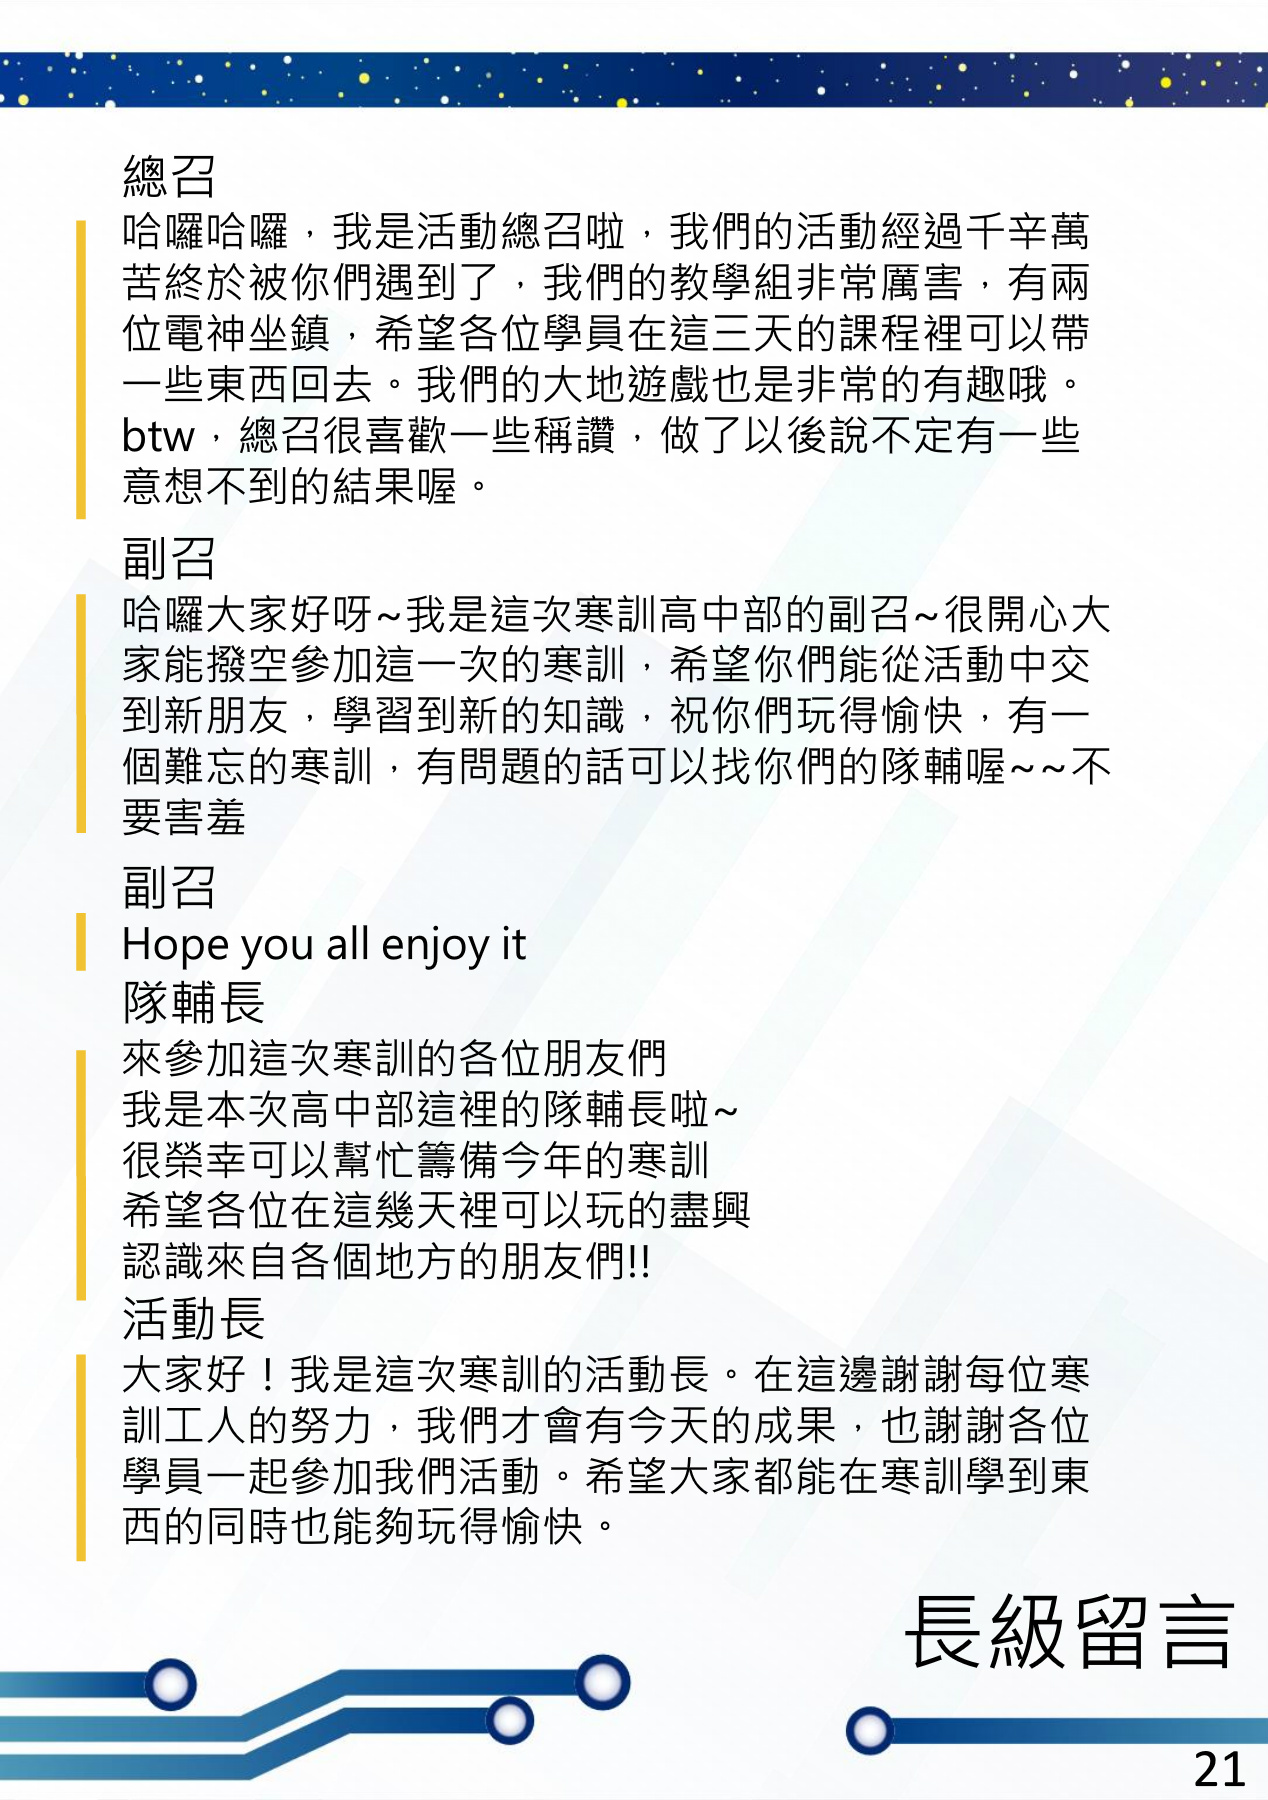 總召
哈囉哈囉，我是活動總召啦，我們的活動經過千辛萬
苦終於被你們遇到了，我們的教學組非常厲害，有兩
位電神坐鎮，希望各位學員在這三天的課程裡可以帶
一些東西回去。我們的大地遊戲也是非常的有趣哦。
btw，總召很喜歡一些稱讚，做了以後說不定有一些
意想不到的結果喔。
副召
哈囉大家好呀~我是這次寒訓高中部的副召~很開心大
家能撥空參加這一次的寒訓，希望你們能從活動中交
到新朋友，學習到新的知識，祝你們玩得愉快，有一
個難忘的寒訓，有問題的話可以找你們的隊輔喔~~不
要害羞
副召
Hope you all enjoy it
隊輔長
來參加這次寒訓的各位朋友們
我是本次高中部這裡的隊輔長啦~
很榮幸可以幫忙籌備今年的寒訓
希望各位在這幾天裡可以玩的盡興
認識來自各個地方的朋友們!!
活動長
大家好！我是這次寒訓的活動長。在這邊謝謝每位寒
訓工人的努力，我們才會有今天的成果，也謝謝各位
學員一起參加我們活動。希望大家都能在寒訓學到東
西的同時也能夠玩得愉快。
長級留言
21